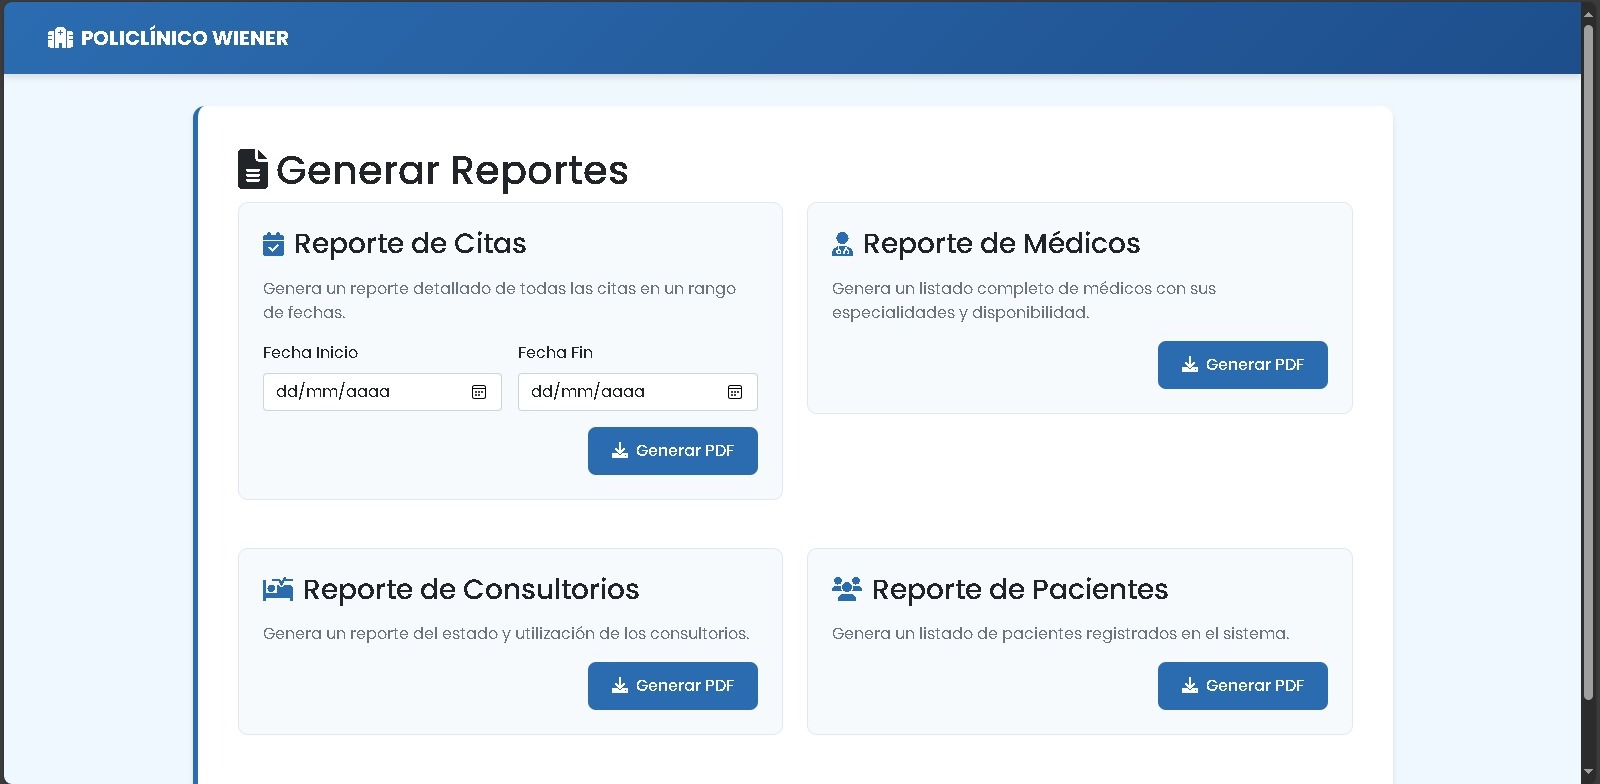 POLICLÍNICO WIENER
Generar Reportes
Reporte de Citas
Genera un reporte detallado de todas las citas en un rango
de fechas.
Fecha Inicio
Fecha Fin
dd/mm/aaaa
dd/mm/aaaa
Generar PDF
Reporte de Médicos
Genera un listado completo de médicos con sus
especialidades y disponibilidad.
Generar PDF
Reporte de Consultorios
Genera un reporte del estado y utilización de los consultorios.
Generar PDF
Reporte de Pacientes
Genera un listado de pacientes registrados en el sistema.
Generar PDF